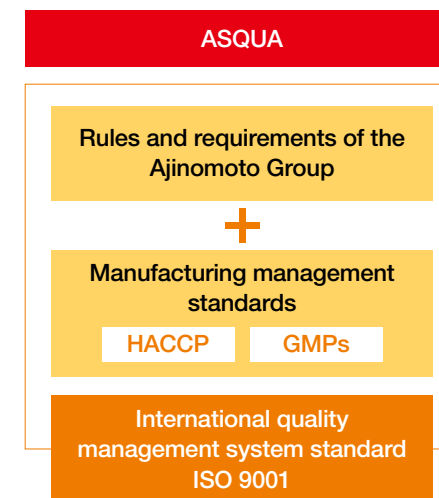 ASQUA
Rules and requirements of the
Ajinomoto Group
+
Manufacturing management
standards
HACCP GMPs
International quality
management system standard
ISO 9001